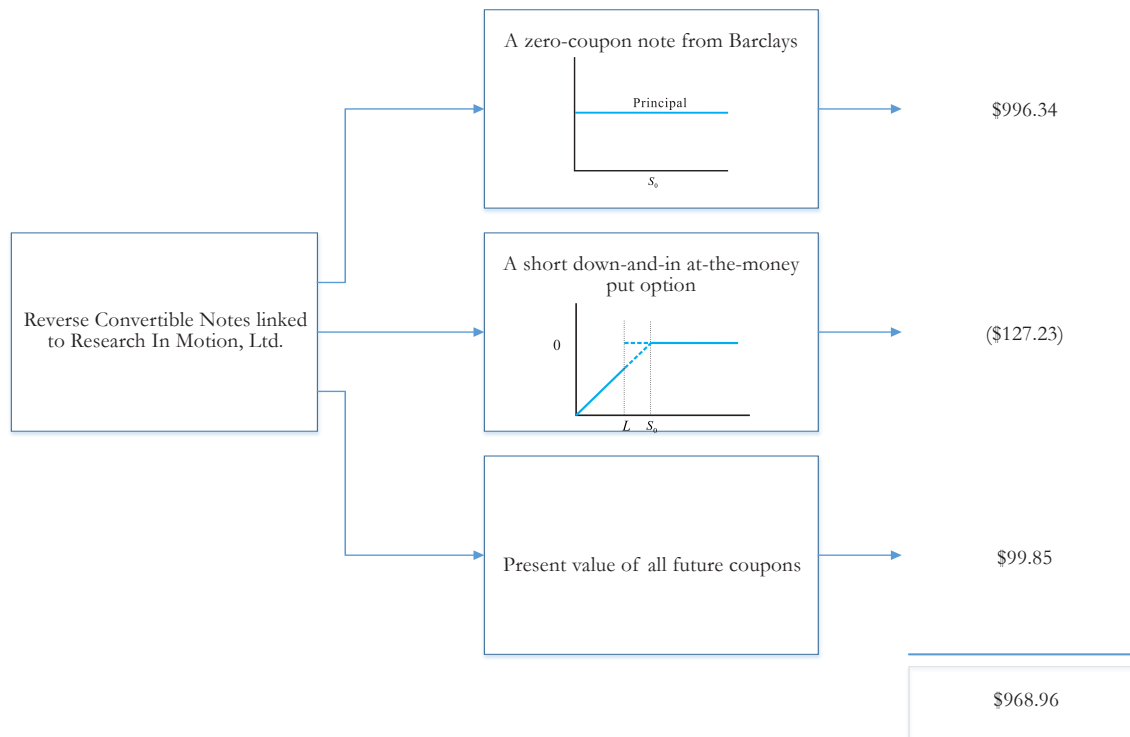 A zero-coupon note from Barclays
Principal
S₀
$996.34
Reverse Convertible Notes linked
to Research In Motion, Ltd.
A short down-and-in at-the-money
put option
0
L S₀
($127.23)
Present value of all future coupons
$99.85
$968.96